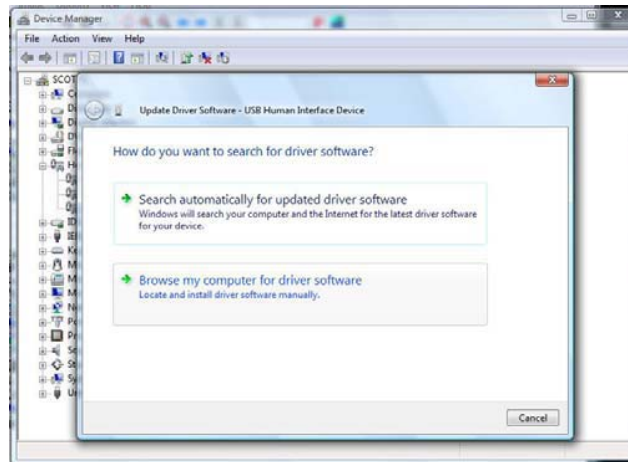 Device Manager
File Action View Help
SCOT
Update Driver Software - USB Human Interface Device
How do you want to search for driver software?
Search automatically for updated driver software
Windows will search your computer and the Internet for the latest driver software
for your device.
Browse my computer for driver software
Locate and install driver software manually.
Cancel